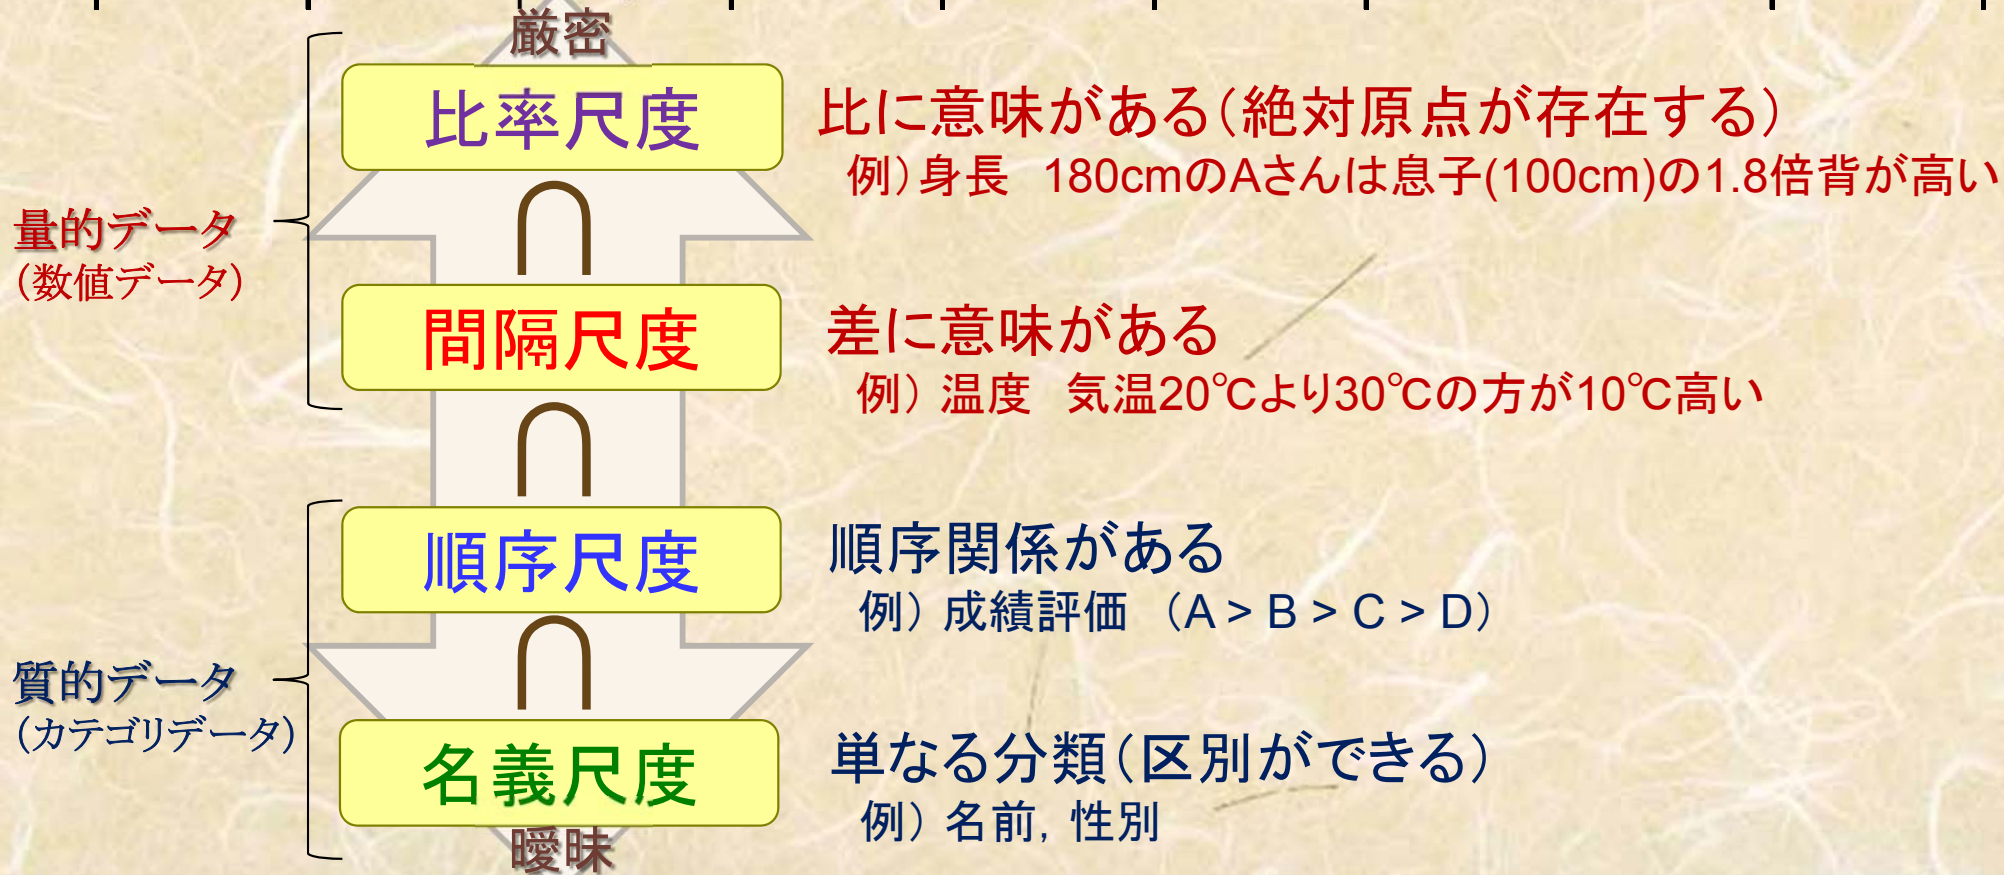 厳密
比率尺度
比に意味がある（絶対原点が存在する）
例）身長　180cmのAさんは息子(100cm)の1.8倍背が高い
量的データ
（数値データ）
間隔尺度
差に意味がある
例） 温度　気温20℃より30℃の方が10℃高い
順序尺度
順序関係がある
例） 成績評価　（A > B > C > D）
質的データ
（カテゴリデータ）
名義尺度
単なる分類（区別ができる）
例） 名前，性別
曖昧